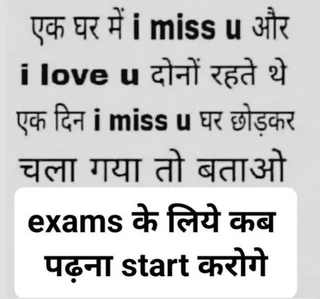 एक घर में i miss u और
i love u दोनों रहते थे
एक दिन i miss u घर छोड़कर
चला गया तो बताओ
exams के लिये कब
पढ़ना start करोगे